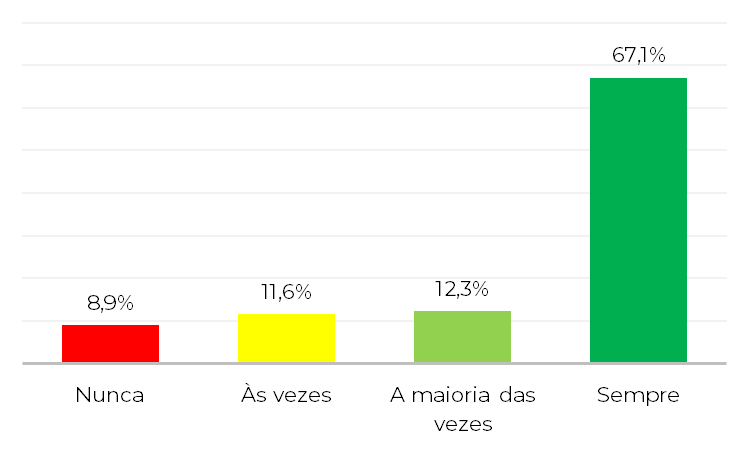 67,1%
8,9%
11,6%
12,3%
Nunca
Às vezes
A maioria das
vezes
Sempre